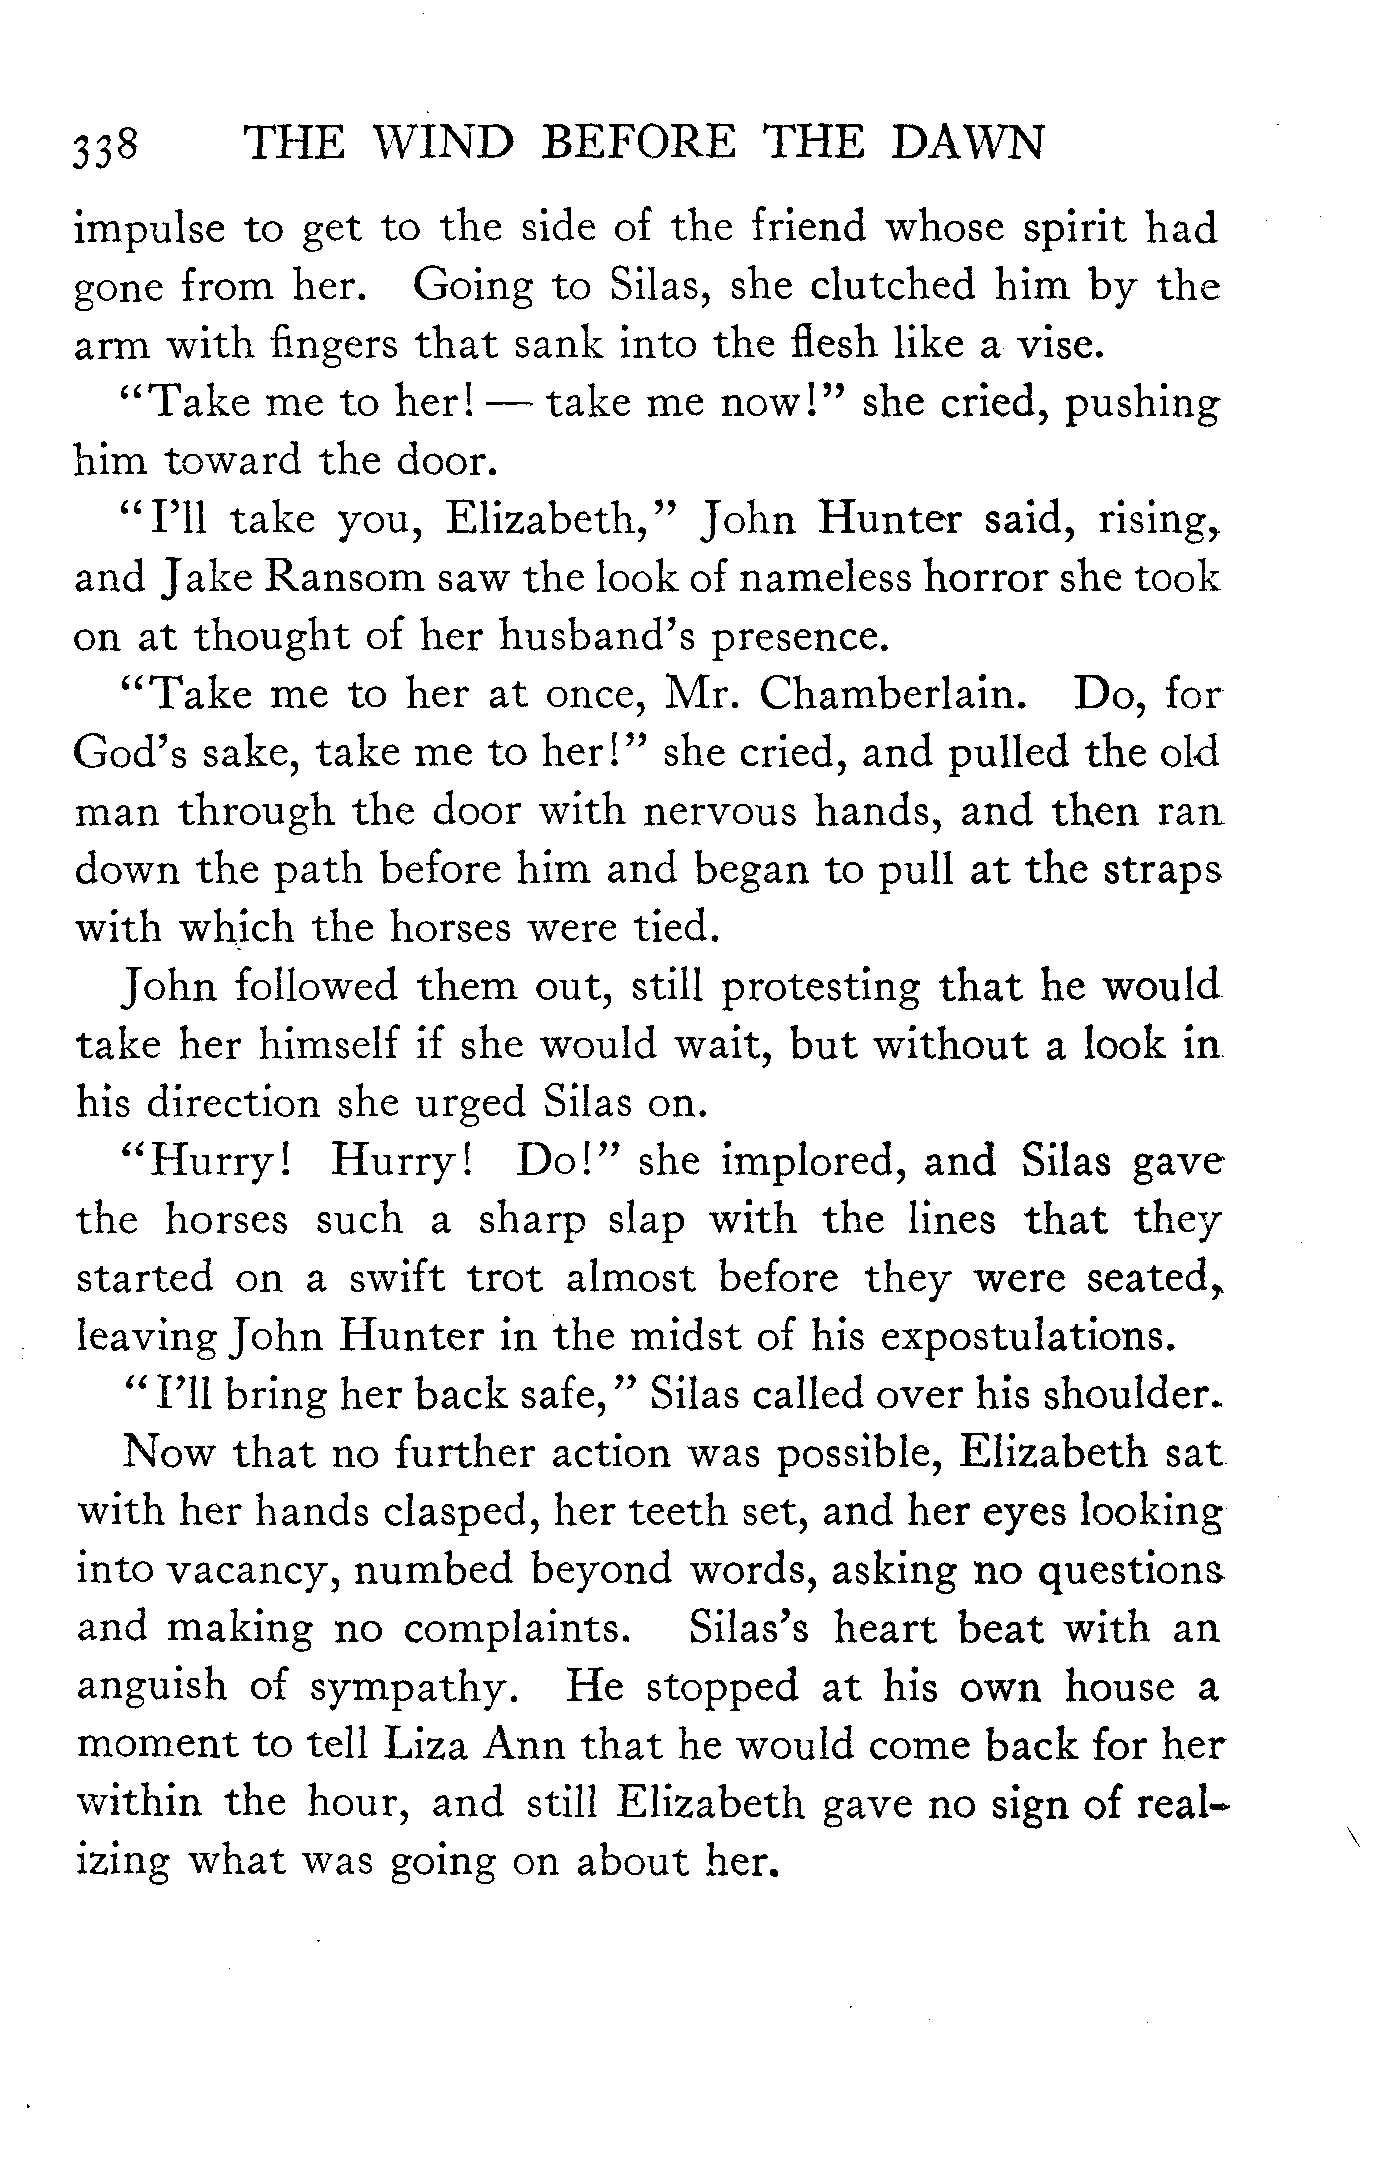 338 THE WIND BEFORE THE DAWN
impulse to get to the side of the friend whose spirit had
gone from her. Going to Silas, she clutched him by the
arm with fingers that sank into the flesh like a vise.
"Take me to her! — take me now!" she cried, pushing
him toward the door.
"I'll take you, Elizabeth," John Hunter said, rising,
and Jake Ransom saw the look of nameless horror she took
on at thought of her husband's presence.
"Take me to her at once, Mr. Chamberlain. Do, for
God's sake, take me to her!" she cried, and pulled the old
man through the door with nervous hands, and then ran
down the path before him and began to pull at the straps
with which the horses were tied.
John followed them out, still protesting that he would
take her himself if she would wait, but without a look in
his direction she urged Silas on.
"Hurry! Hurry! Do!" she implored, and Silas gave
the horses such a sharp slap with the lines that they
started on a swift trot almost before they were seated,
leaving John Hunter in the midst of his expostulations.
"I'll bring her back safe," Silas called over his shoulder.
Now that no further action was possible, Elizabeth sat
with her hands clasped, her teeth set, and her eyes looking
into vacancy, numbed beyond words, asking no questions
and making no complaints. Silas's heart beat with an
anguish of sympathy. He stopped at his own house a
moment to tell Liza Ann that he would come back for her
within the hour, and still Elizabeth gave no sign of real-
izing what was going on about her.